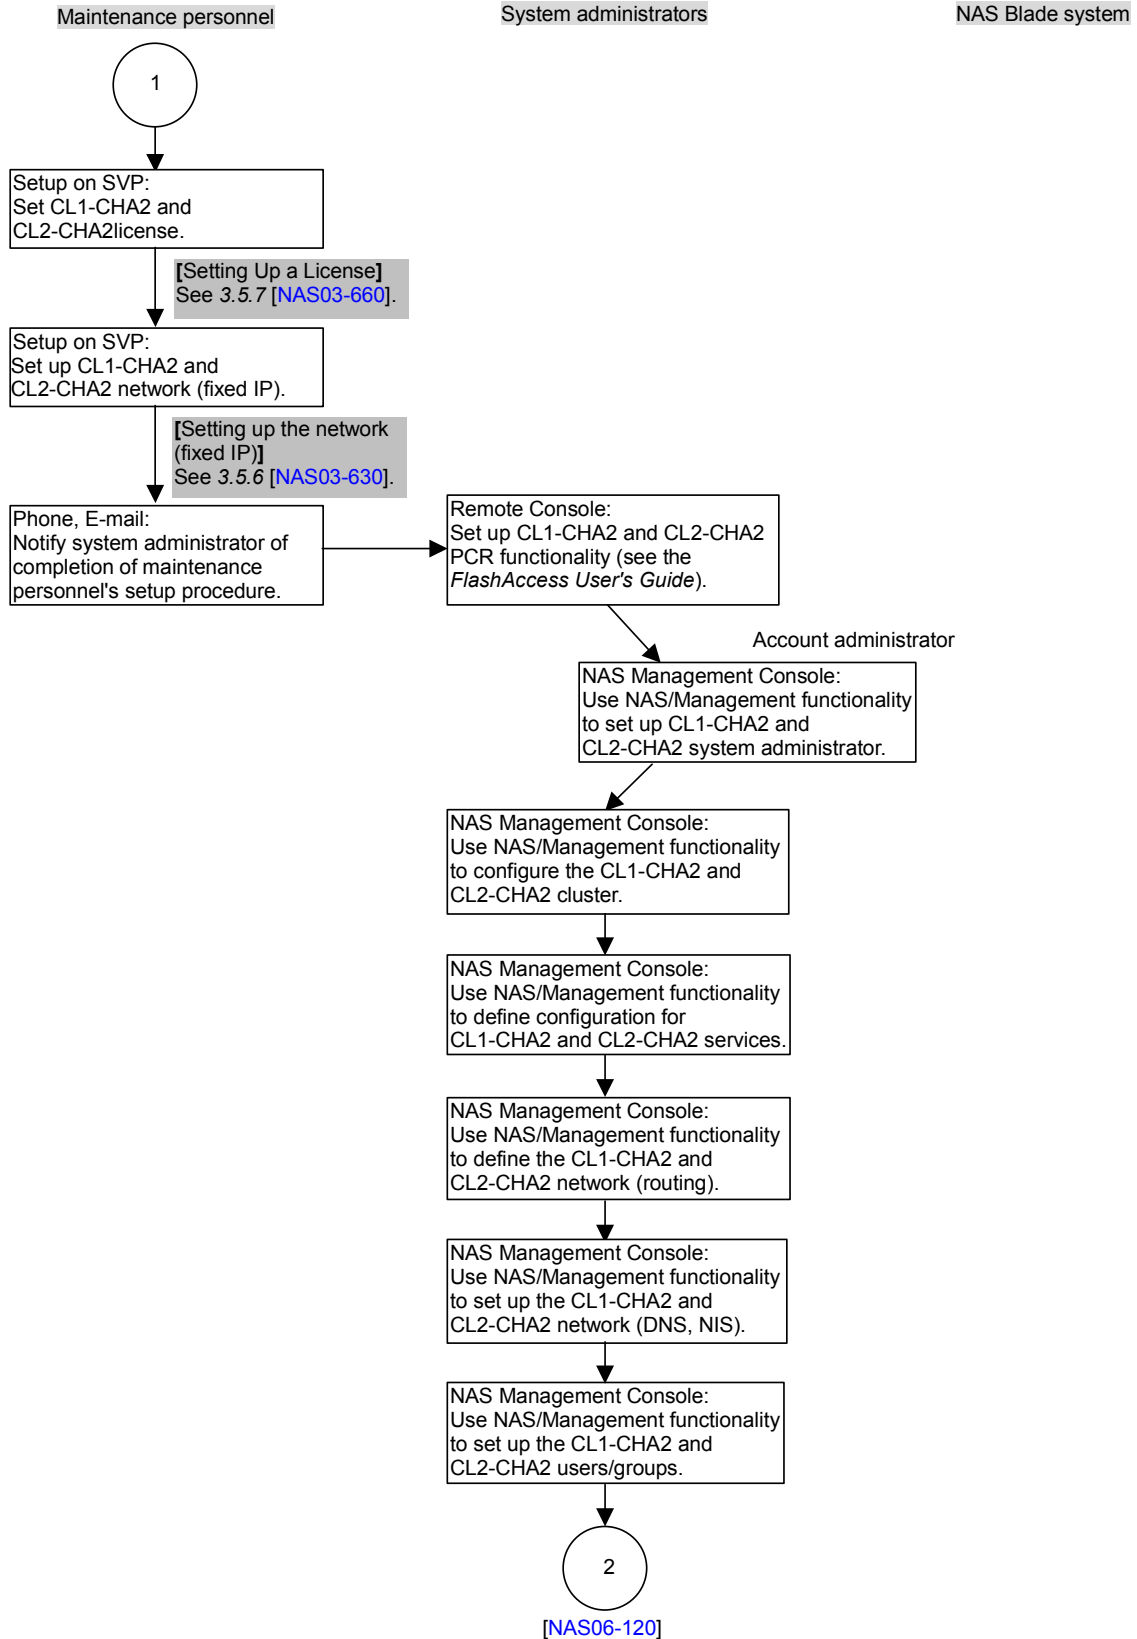 Maintenance personnel
System administrators
NAS Blade system
1
Setup on SVP:
Set CL1-CHA2 and
CL2-CHA2license.
[Setting Up a License]
See 3.5.7 [NAS03-660].
Setup on SVP:
Set up CL1-CHA2 and
CL2-CHA2 network (fixed IP).
[Setting up the network
(fixed IP)]
See 3.5.6 [NAS03-630].
Phone, E-mail:
Notify system administrator of
completion of maintenance
personnel's setup procedure.
Remote Console:
Set up CL1-CHA2 and CL2-CHA2
PCR functionality (see the
FlashAccess User's Guide).
Account administrator
NAS Management Console:
Use NAS/Management functionality
to set up CL1-CHA2 and
CL2-CHA2 system administrator.
NAS Management Console:
Use NAS/Management functionality
to configure the CL1-CHA2 and
CL2-CHA2 cluster.
NAS Management Console:
Use NAS/Management functionality
to define configuration for
CL1-CHA2 and CL2-CHA2 services.
NAS Management Console:
Use NAS/Management functionality
to define the CL1-CHA2 and
CL2-CHA2 network (routing).
NAS Management Console:
Use NAS/Management functionality
to set up the CL1-CHA2 and
CL2-CHA2 network (DNS, NIS).
NAS Management Console:
Use NAS/Management functionality
to set up the CL1-CHA2 and
CL2-CHA2 users/groups.
2
[NAS06-120]